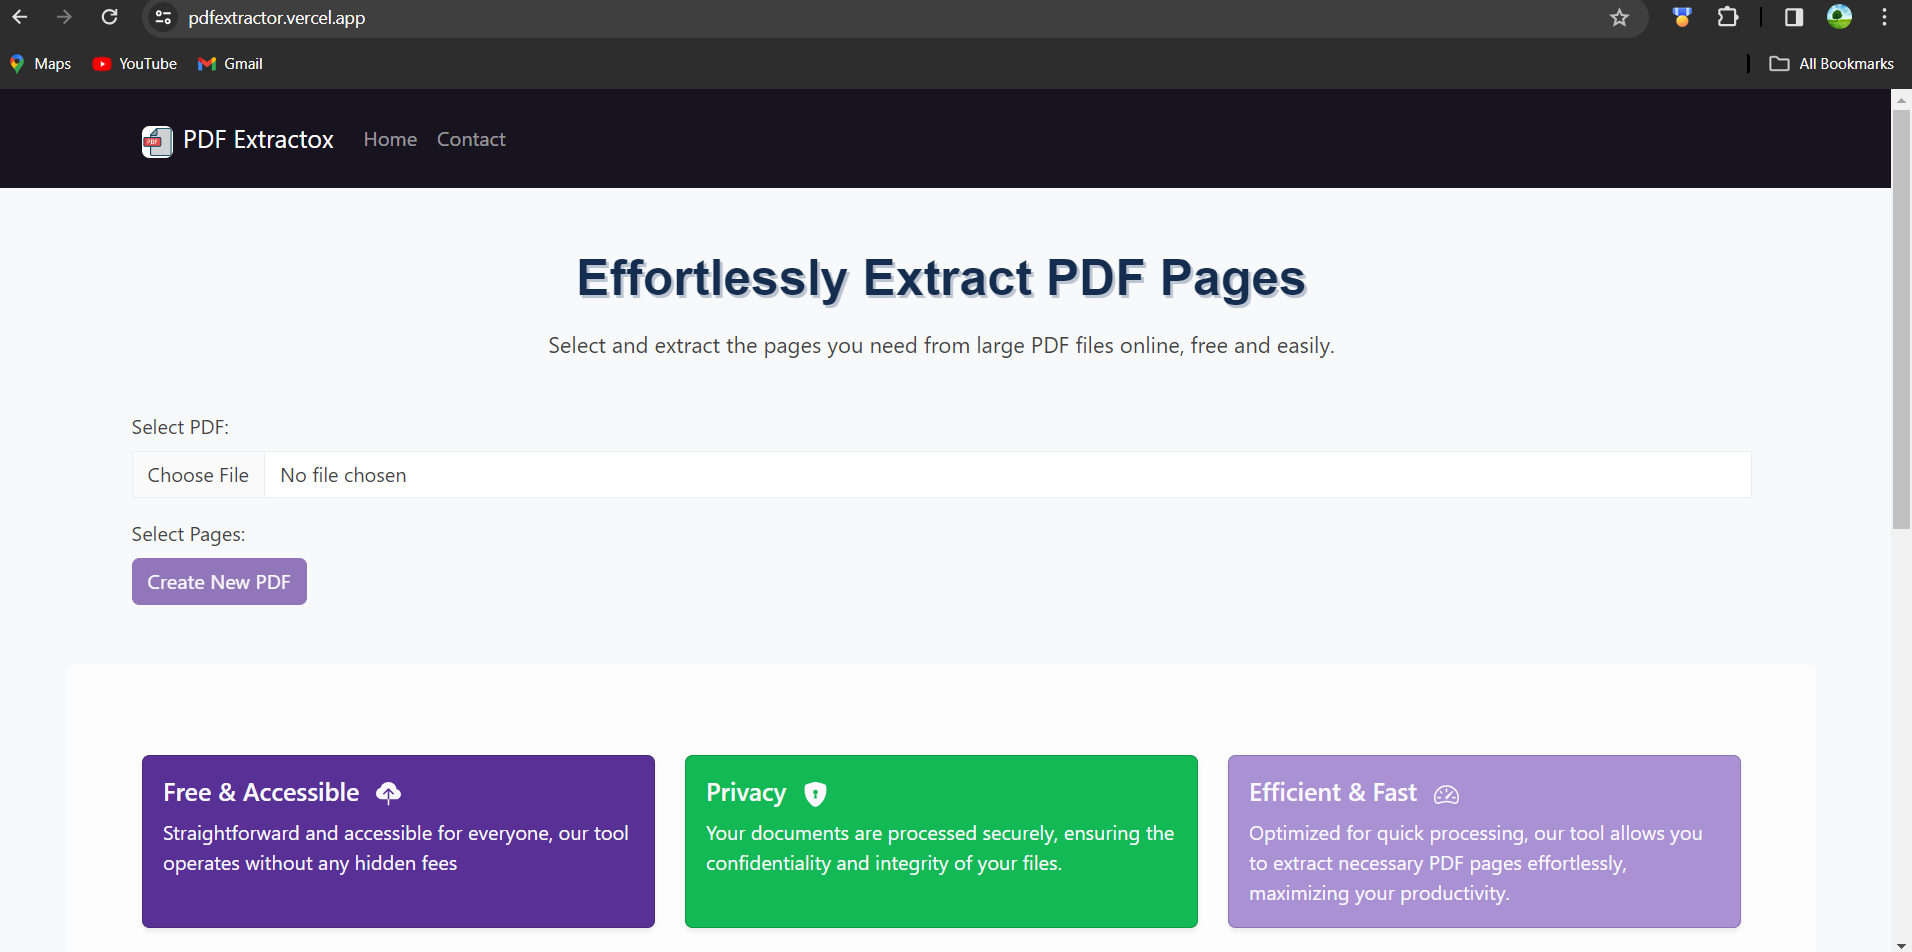 pdfextractor.vercel.app
Maps YouTube Gmail All Bookmarks
PDF PDF Extractox Home Contact
Effortlessly Extract PDF Pages
Select and extract the pages you need from large PDF files online, free and easily.
Select PDF:
Choose File No file chosen
Select Pages:
Create New PDF
Free & Accessible
Straightforward and accessible for everyone, our tool
operates without any hidden fees
Privacy
Your documents are processed securely, ensuring the
confidentiality and integrity of your files.
Efficient & Fast
Optimized for quick processing, our tool allows you
to extract necessary PDF pages effortlessly,
maximizing your productivity.